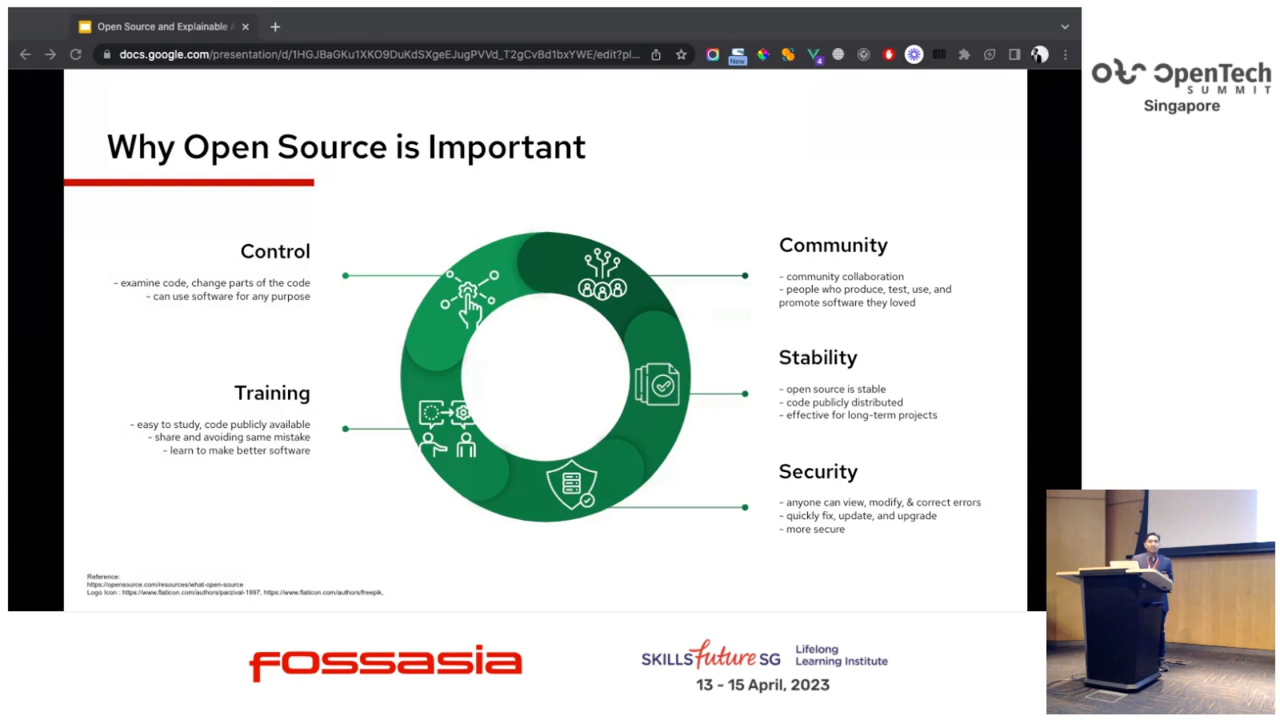 Open Source and Explainable A
docs.google.com/presentation/d/1HGJBaGKu1XKO9DuKdSXgeEJugPVVd_T2gCvBd1bxYWE/edit?pl...
New
4
OpenTech
SUMMIT
Singapore
Why Open Source is Important
Control
- examine code, change parts of the code
- can use software for any purpose
Training
- easy to study, code publicly available
- share and avoiding same mistake
- learn to make better software
Community
- community collaboration
- people who produce, test, use, and
promote software they loved
Stability
- open source is stable
- code publicly distributed
- effective for long-term projects
Security
- anyone can view, modify, & correct errors
- quickly fix, update, and upgrade
- more secure
Reference:
https://opensource.com/resources/what-open-source
Logo Icon : https://www.flaticon.com/authors/parzival-1997, https://www.flaticon.com/authors/freepik,
fossasia
SKILLS future SG
Lifelong
Learning Institute
13 - 15 April, 2023